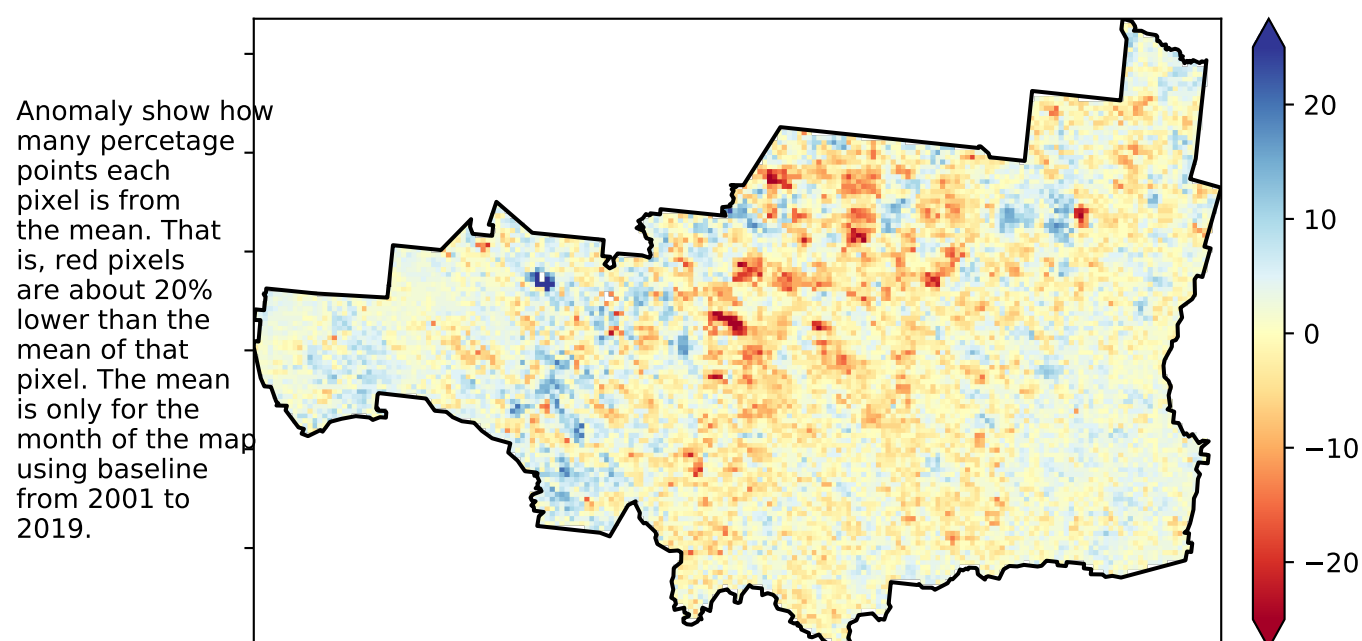 Anomaly show how
many percetage
points each
pixel is from
the mean. That
is, red pixels
are about 20%
lower than the
mean of that
pixel. The mean
is only for the
month of the map
using baseline
from 2001 to
2019.
20
10
0
−10
−20